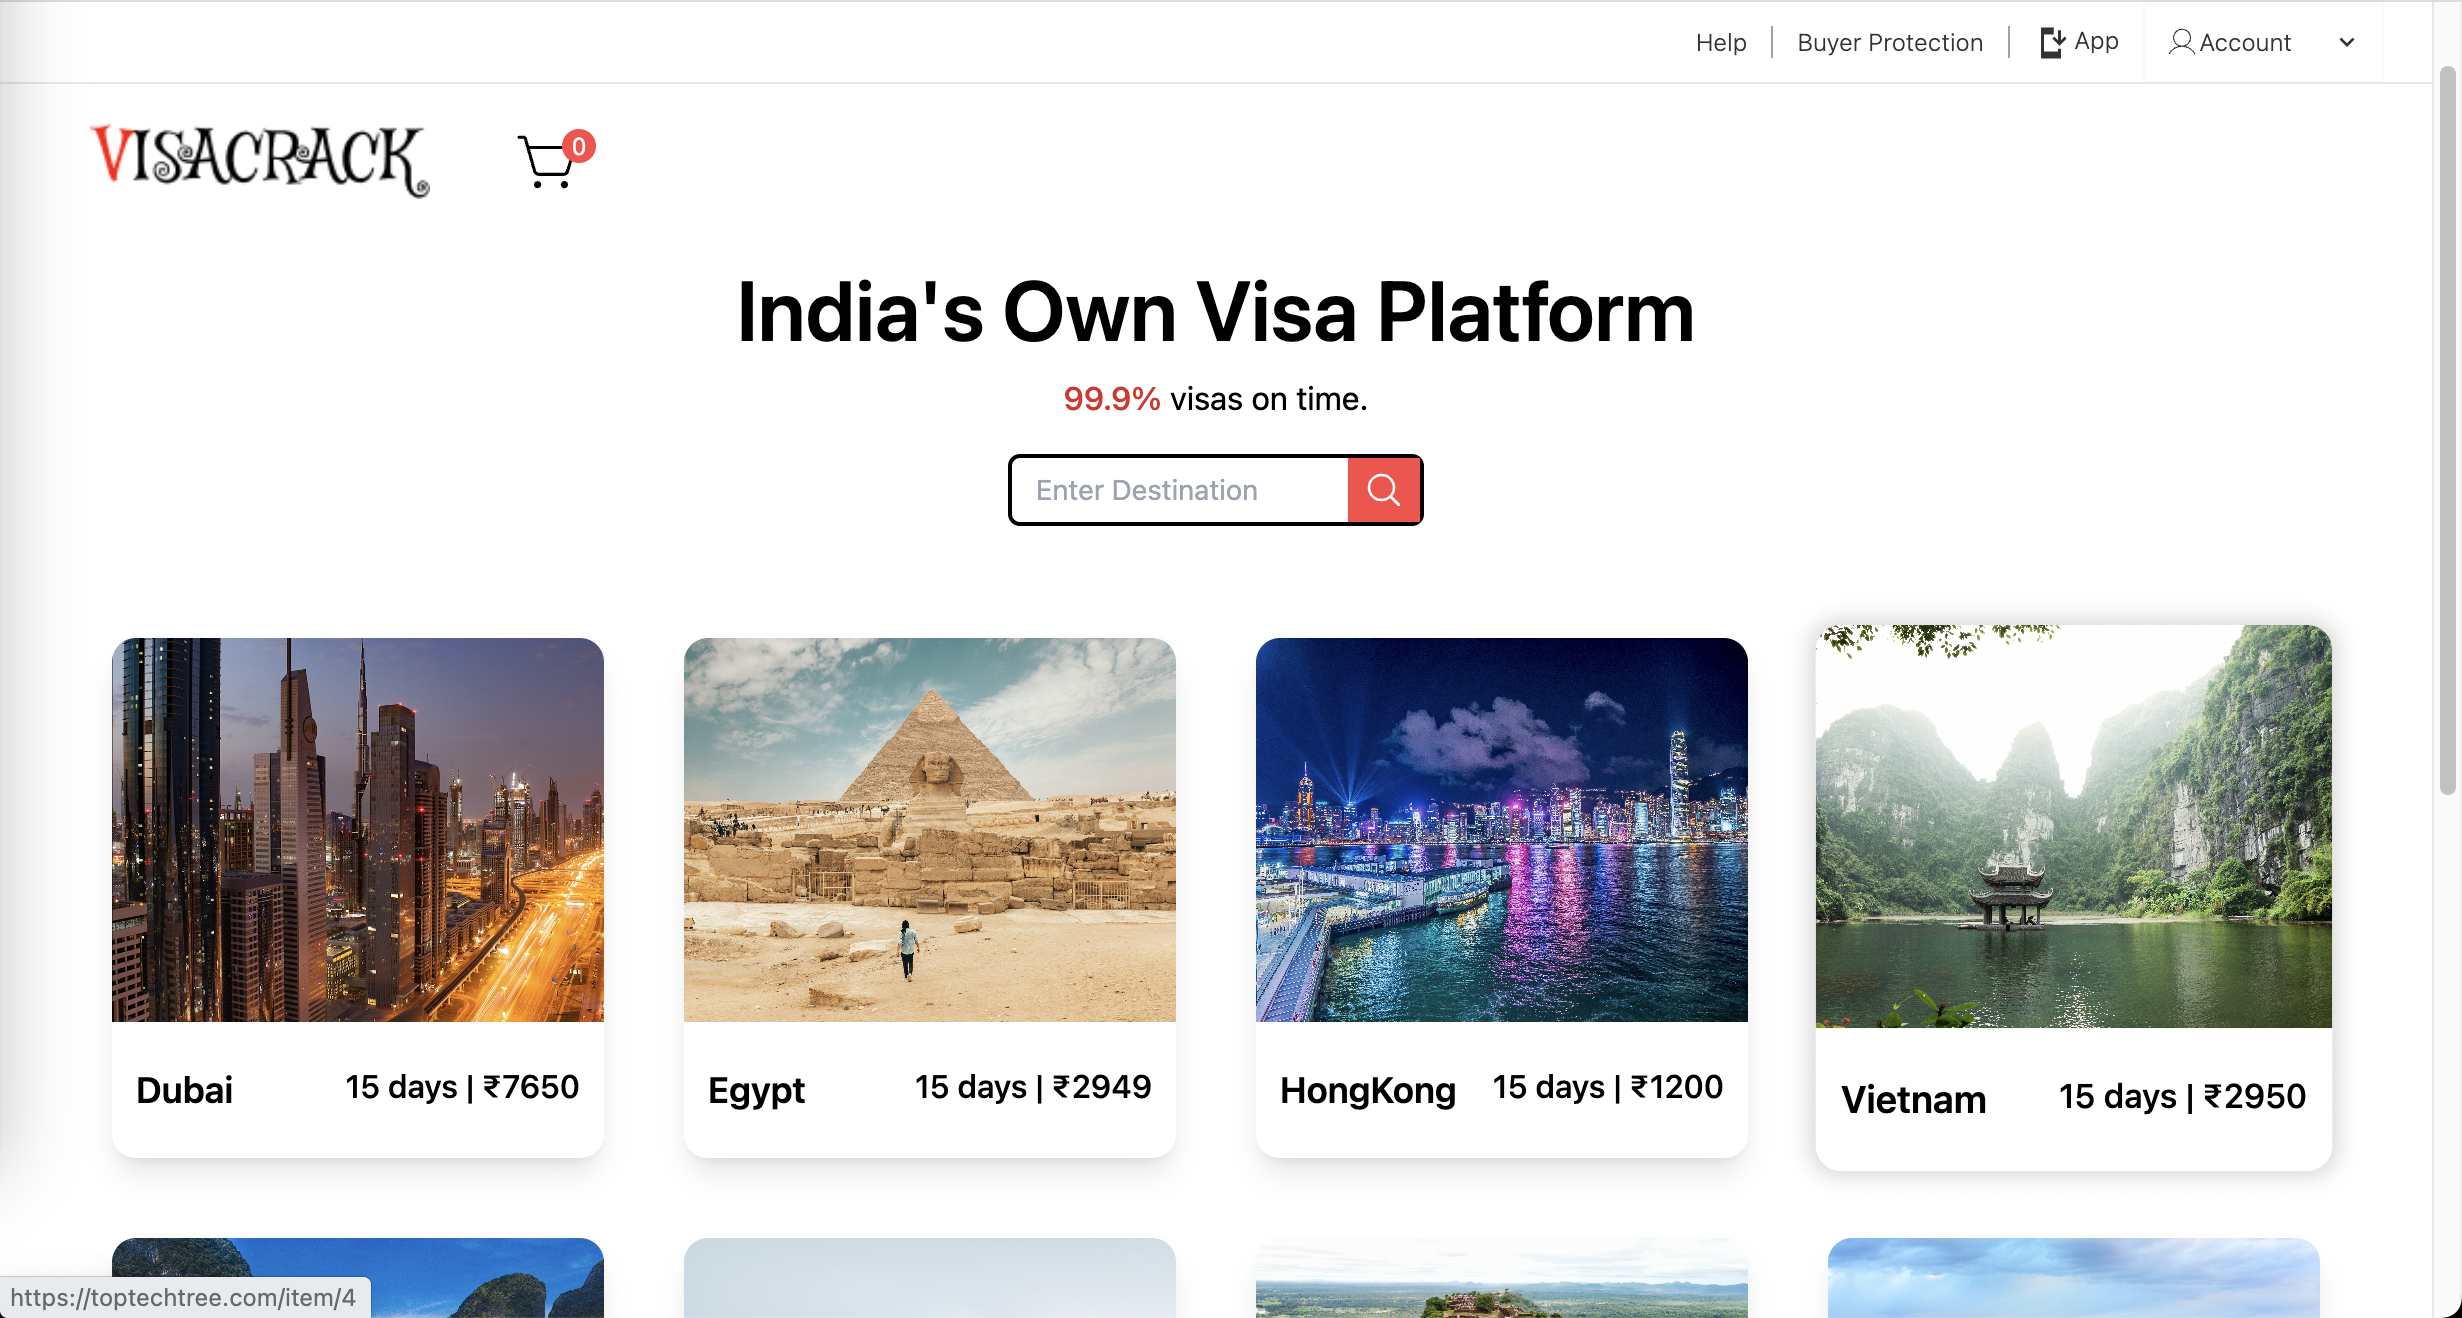 Help
Buyer Protection
App
Account
VISACRACK
0
India's Own Visa Platform
99.9% visas on time.
Enter Destination
Dubai
15 days | ₹7650
Egypt
15 days | ₹2949
HongKong
15 days | ₹1200
Vietnam
15 days | ₹2950
https://toptechtree.com/item/4